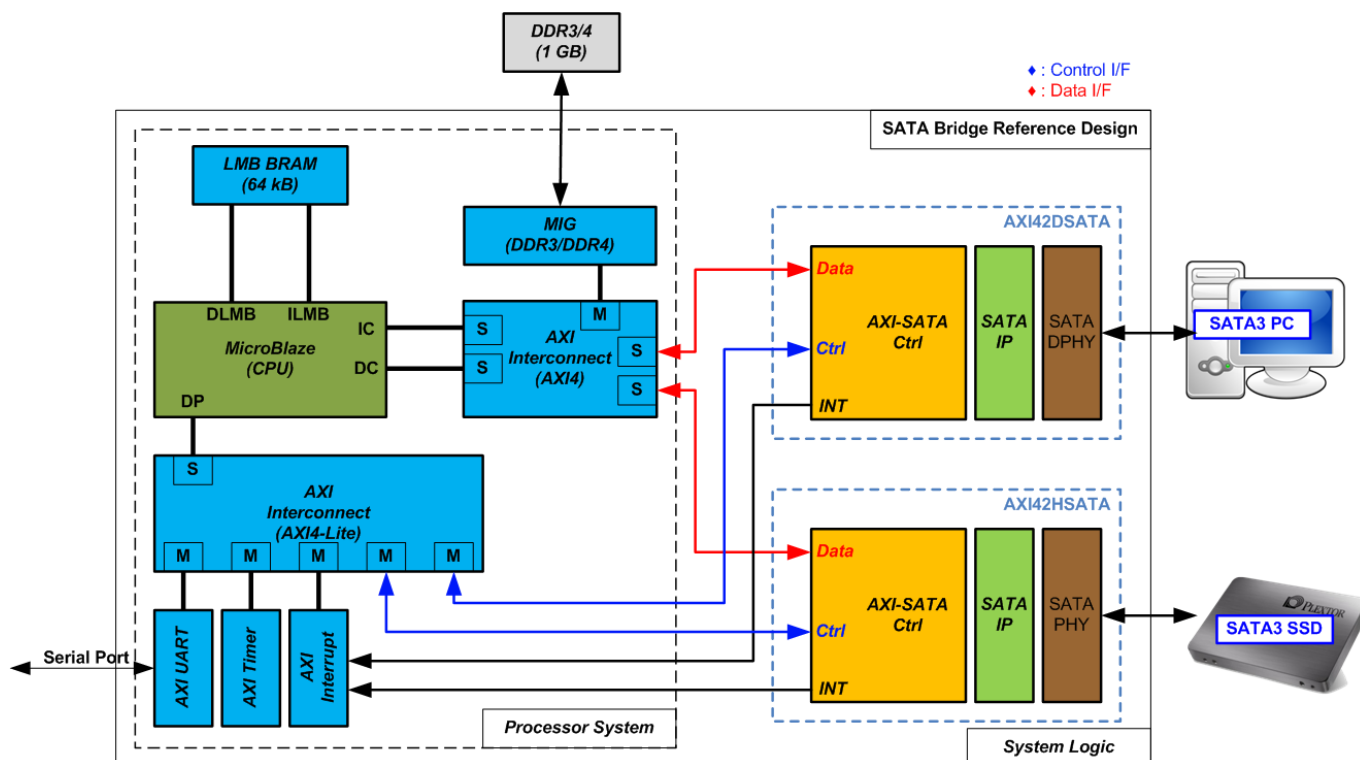 DDR3/4
(1 GB)
♦ : Control I/F
♦ : Data I/F
SATA Bridge Reference Design
LMB BRAM
(64 kB)
MIG
(DDR3/DDR4)
AXI42DSATA
DLMB
ILMB
IC
DC
MicroBlaze
(CPU)
DP
M
S
S
S
S
AXI
Interconnect
(AXI4)
Data
Ctrl
INT
AXI-SATA
Ctrl
SATA
IP
SATA
DPHY
SATA3 PC
S
AXI
Interconnect
(AXI4-Lite)
M
M
M
M
M
AXI42HSATA
Data
Ctrl
INT
AXI-SATA
Ctrl
SATA
IP
SATA
PHY
PLEXTOR
SATA3 SSD
Serial Port
AXI UART
AXI Timer
AXI
Interrupt
Processor System
System Logic